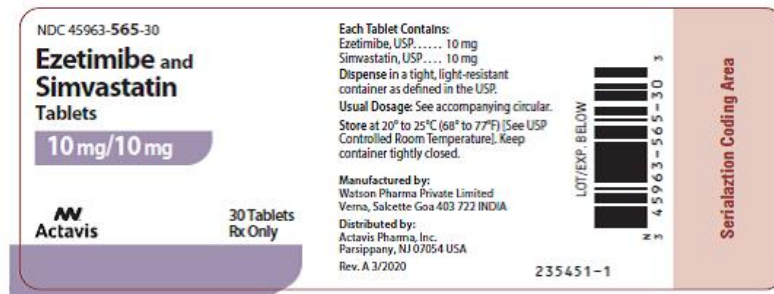 NDC 45963-565-30
Ezetimibe and
Simvastatin
Tablets
10 mg/10 mg
Actavis
30 Tablets
Rx Only
Each Tablet Contains:
Ezetimibe, USP...... 10 mg
Simvastatin, USP.... 10 mg
Dispense in a tight, light-resistant
container as defined in the USP.
Usual Dosage: See accompanying circular.
Store at 20° to 25°C (68° to 77°F) [See USP
Controlled Room Temperature]. Keep
container tightly closed.
Manufactured by:
Watson Pharma Private Limited
Verna, Salcette Goa 403 722 INDIA
Distributed by:
Actavis Pharma, Inc.
Parsippany, NJ 07054 USA
Rev. A 3/2020
235451-1
LOT/EXP. BELOW
N
3 45963-565-30 3
Serialaztion Coding Area